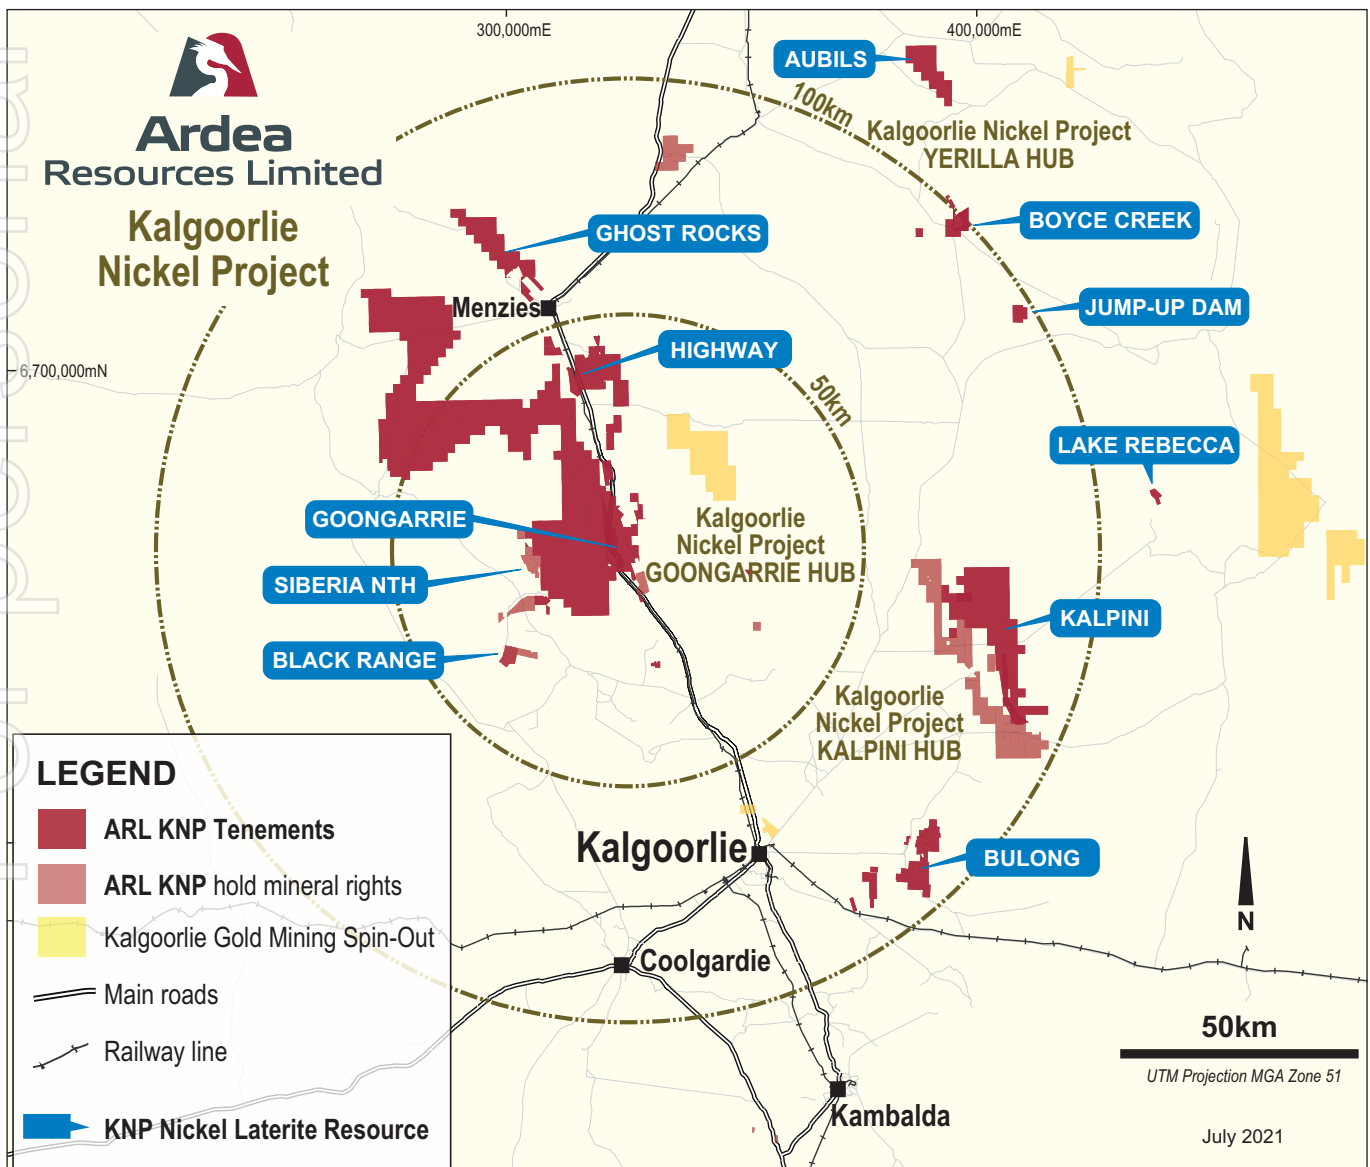 300,000mE
400,000mE
Ardea
Resources Limited
Kalgoorlie
Nickel Project
AUBILS
100km
Kalgoorlie Nickel Project
YERILLA HUB
BOYCE CREEK
GHOST ROCKS
Menzies
JUMP-UP DAM
HIGHWAY
6,700,000mN
50km
LAKE REBECCA
GOONGARRIE
Kalgoorlie
Nickel Project
GOONGARRIE HUB
SIBERIA NTH
KALPINI
BLACK RANGE
Kalgoorlie
Nickel Project
KALPINI HUB
Kalgoorlie
BULONG
Coolgardie
Kambalda
N
50km
UTM Projection MGA Zone 51
July 2021
LEGEND
ARL KNP Tenements
ARL KNP hold mineral rights
Kalgoorlie Gold Mining Spin-Out
Main roads
Railway line
KNP Nickel Laterite Resource